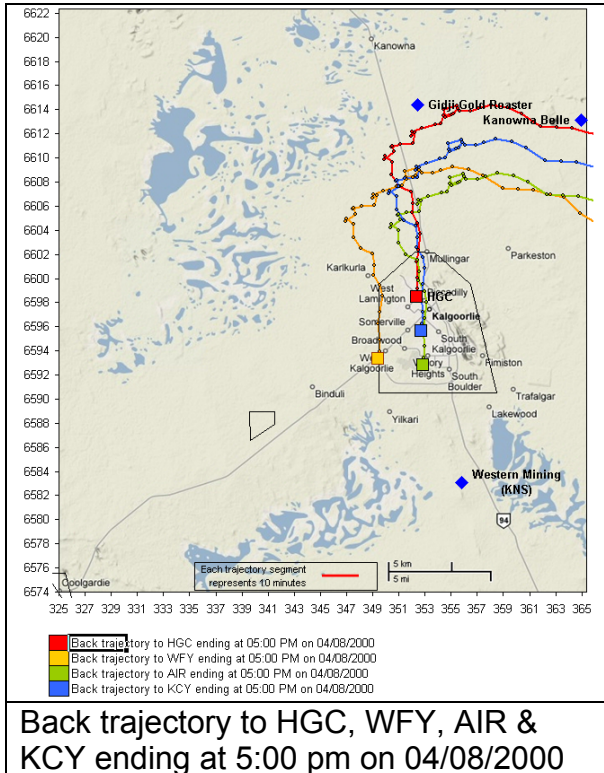 6622
6620
6618
6616
6614
6612
6610
6608
6606
6604
6602
6600
6598
6596
6594
6592
6590
6588
6586
6584
6582
6580
6578
6576
6574
Kanowna
Gidji Gold Roaster
Kanowna Belle
Mullingar
Parkeston
Karlkurla
West
Lamington
Piccadilly
HGC
Kalgoorlie
Somerville
Broadwood
South
Kalgoorlie
West
Kalgoorlie
Victory
Heights
Fimiston
South
Boulder
Binduli
Trafalgar
Yilkari
Lakewood
Western Mining
(KNS)
94
Coolgardie
Each trajectory segment
represents 10 minutes
5 km
5 mi
325 327 329 331 333 335 337 339 341 343 345 347 349 351 353 355 357 359 361 363 365
Back trajectory to HGC ending at 05:00 PM on 04/08/2000
Back trajectory to WFY ending at 05:00 PM on 04/08/2000
Back trajectory to AIR ending at 05:00 PM on 04/08/2000
Back trajectory to KCY ending at 05:00 PM on 04/08/2000
Back trajectory to HGC, WFY, AIR &
KCY ending at 5:00 pm on 04/08/2000